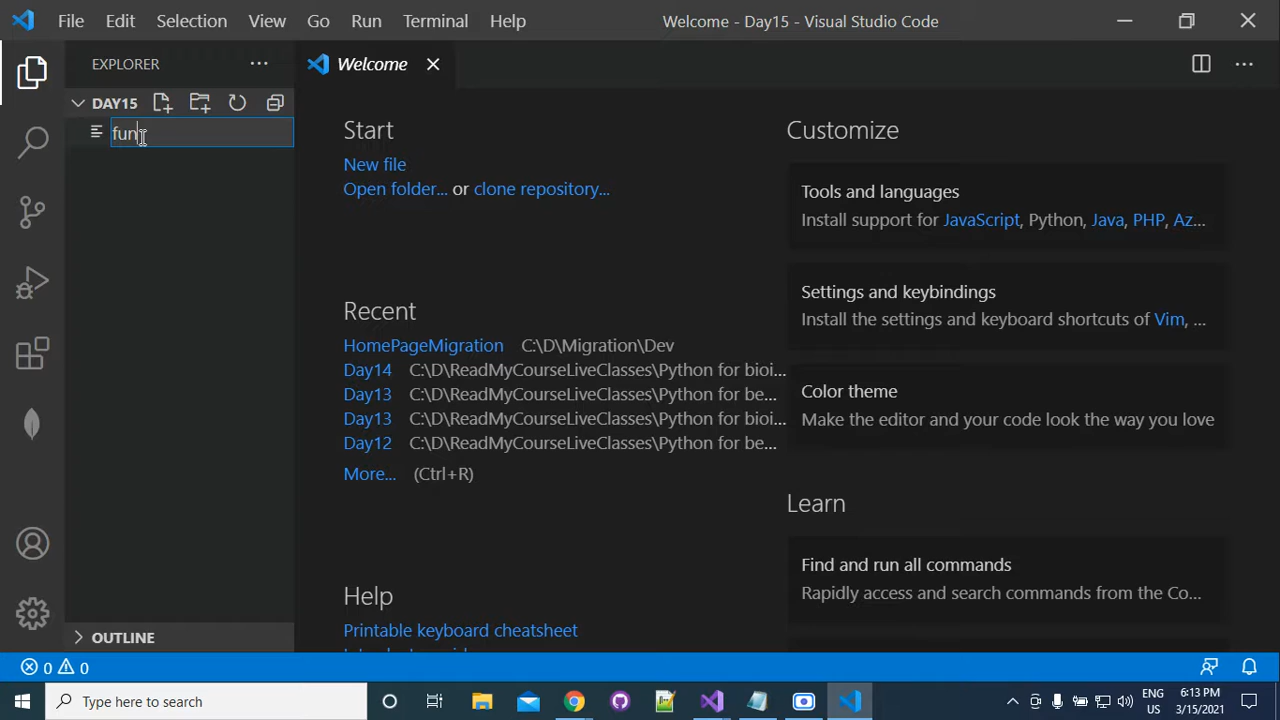 File Edit Selection View Go Run Terminal Help Welcome - Day15 - Visual Studio Code
EXPLORER
Welcome
DAY15
fun
Start
New file
Open folder... or clone repository...
Recent
HomePageMigration C:\D\Migration\Dev
Day14 C:\D\ReadMyCourseLiveClasses\Python for bioi...
Day13 C:\D\ReadMyCourseLiveClasses\Python for be...
Day13 C:\D\ReadMyCourseLiveClasses\Python for bioi...
Day12 C:\D\ReadMyCourseLiveClasses\Python for be...
More... (Ctrl+R)
Help
Printable keyboard cheatsheet
Customize
Tools and languages
Install support for JavaScript, Python, Java, PHP, Az...
Settings and keybindings
Install the settings and keyboard shortcuts of Vim, ...
Color theme
Make the editor and your code look the way you love
Learn
Find and run all commands
Rapidly access and search commands from the Co...
OUTLINE
0 0
Type here to search
ENG
US
6:13 PM
3/15/2021